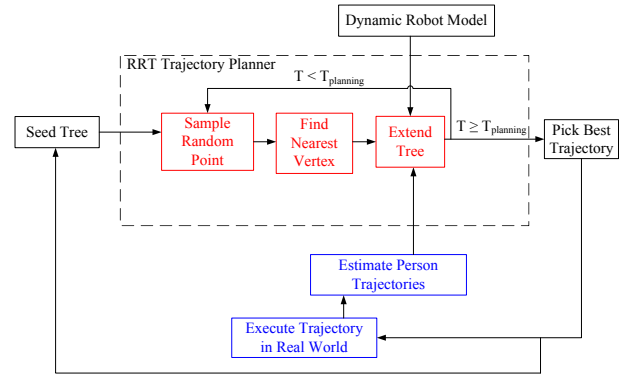 Dynamic Robot Model
RRT Trajectory Planner
T < Tplanning
Seed Tree
Sample
Random
Point
Find
Nearest
Vertex
Extend
Tree
T ≥ Tplanning
Pick Best
Trajectory
Estimate Person
Trajectories
Execute Trajectory
in Real World